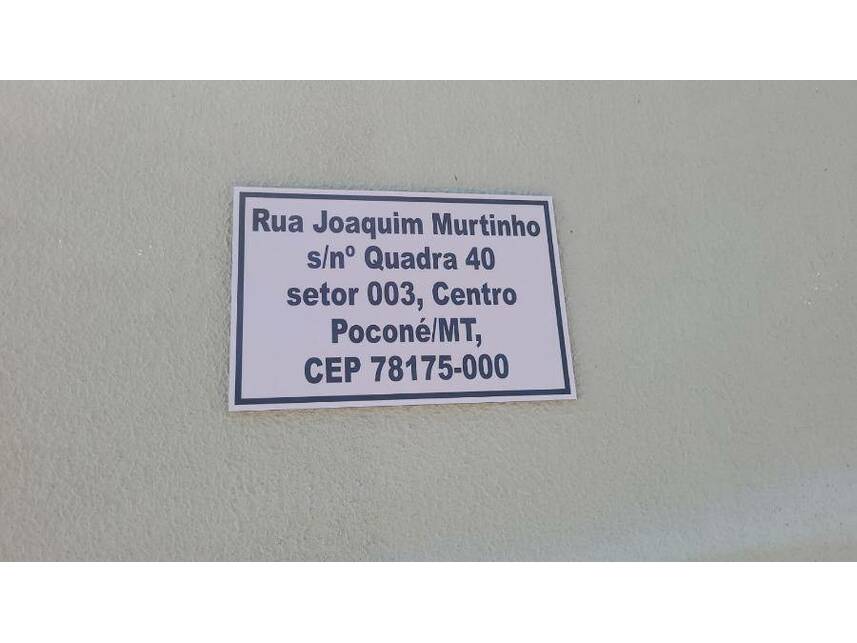 Rua Joaquim Murtinho
s/nº Quadra 40
setor 003, Centro
Poconé/MT,
CEP 78175-000